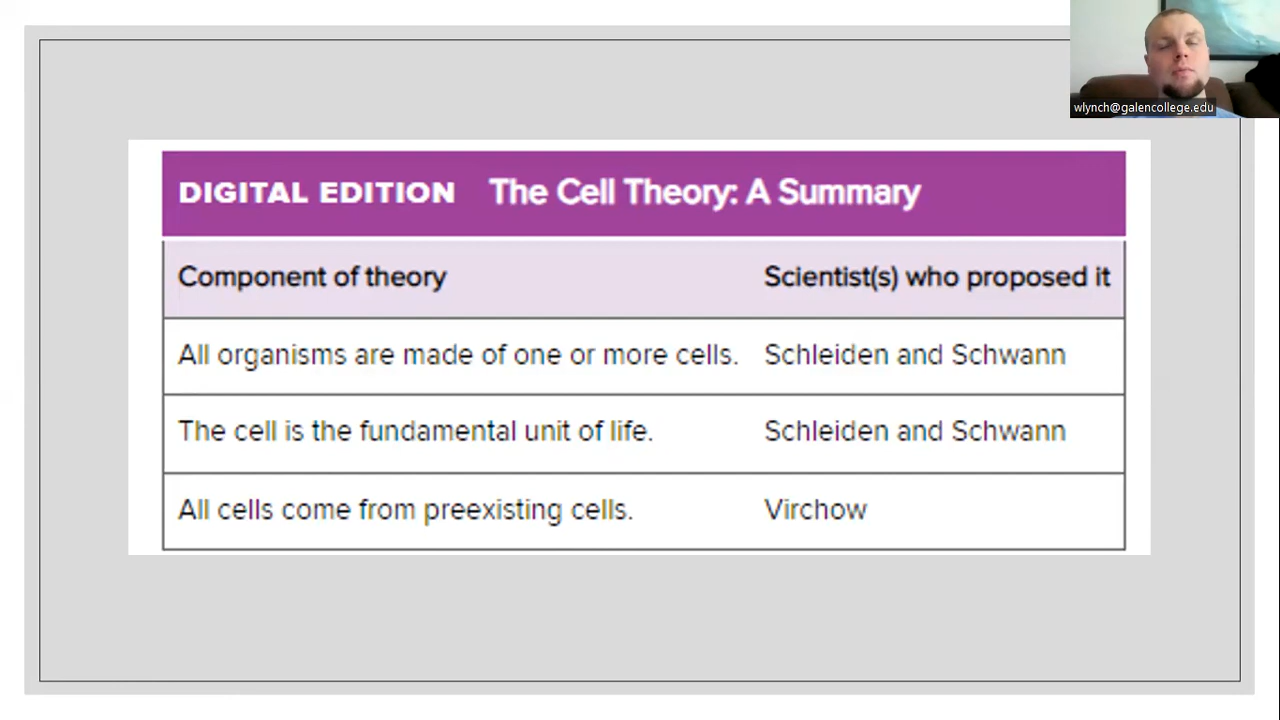 wlynch@galencollege.edu
DIGITAL EDITION The Cell Theory: A Summary
Component of theory Scientist(s) who proposed it
All organisms are made of one or more cells. Schleiden and Schwann
The cell is the fundamental unit of life. Schleiden and Schwann
All cells come from preexisting cells. Virchow